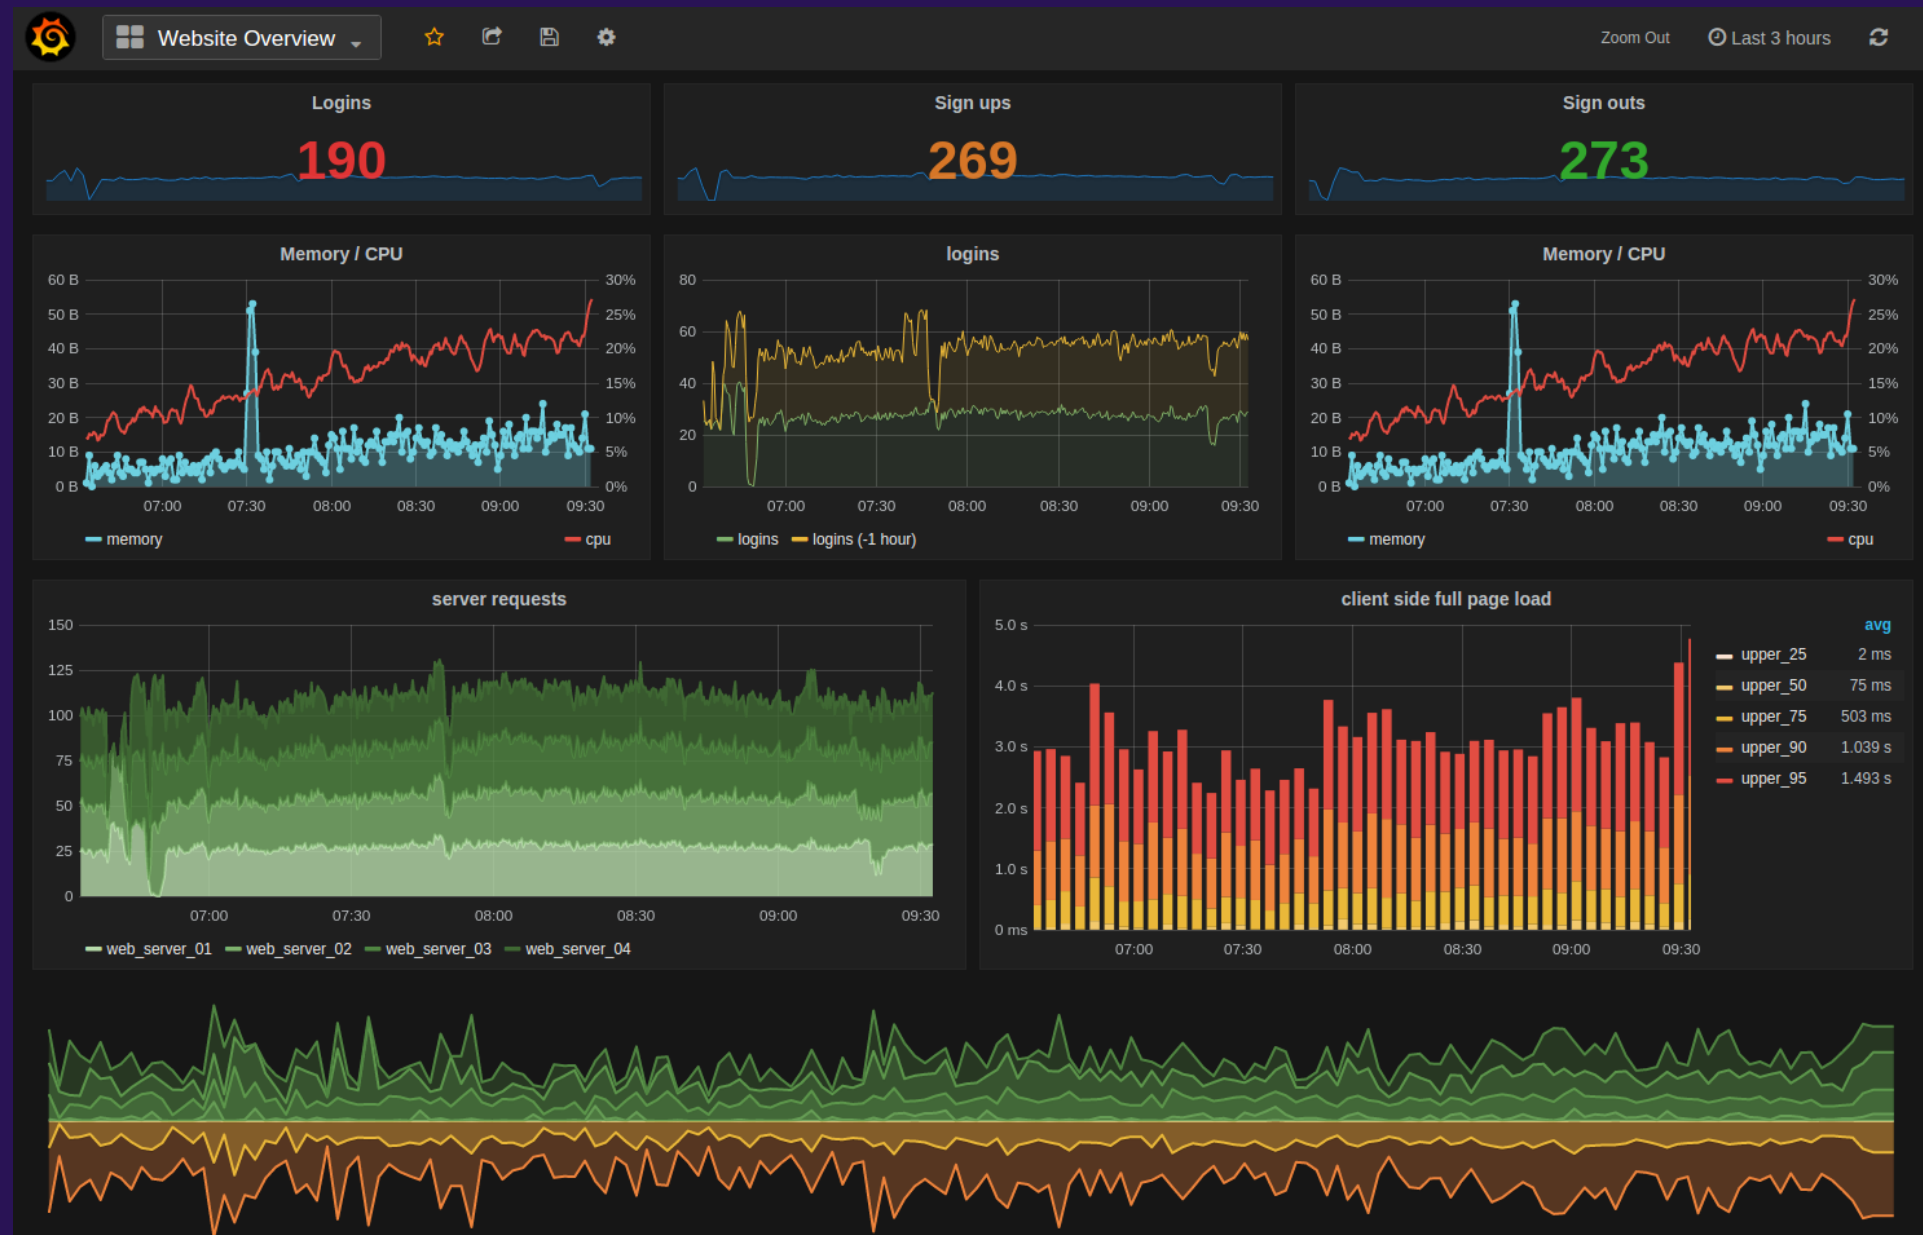 Website Overview
Zoom Out
Last 3 hours
Logins
190
Sign ups
269
Sign outs
273
Memory / CPU
60 B
50 B
40 B
30 B
20 B
10 B
0 B
30%
25%
20%
15%
10%
5%
0%
07:00 07:30 08:00 08:30 09:00 09:30
memory cpu
logins
80
60
40
20
0
07:00 07:30 08:00 08:30 09:00 09:30
logins logins (-1 hour)
Memory / CPU
60 B
50 B
40 B
30 B
20 B
10 B
0 B
30%
25%
20%
15%
10%
5%
0%
07:00 07:30 08:00 08:30 09:00 09:30
memory cpu
server requests
150
125
100
75
50
25
0
07:00 07:30 08:00 08:30 09:00 09:30
web_server_01 web_server_02 web_server_03 web_server_04
client side full page load
5.0 s
4.0 s
3.0 s
2.0 s
1.0 s
0 ms
07:00 07:30 08:00 08:30 09:00 09:30
avg
upper_25 2 ms
upper_50 75 ms
upper_75 503 ms
upper_90 1.039 s
upper_95 1.493 s